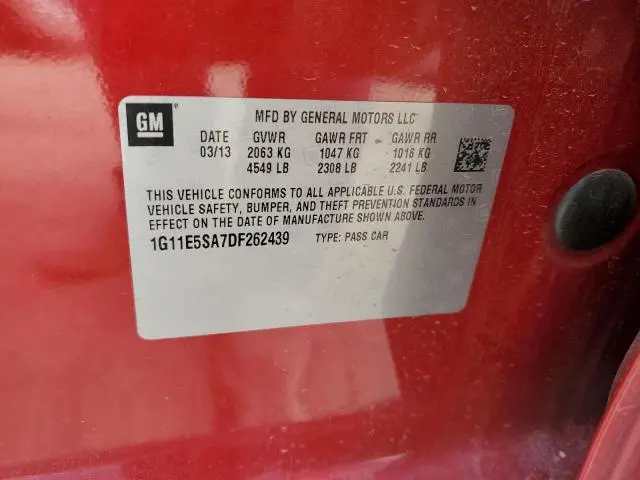 GM MFD BY GENERAL MOTORS LLC
DATE GVWR GAWR FRT GAWR RR
03/13 2063 KG 1047 KG 1016 KG
4549 LB 2308 LB 2241 LB
THIS VEHICLE CONFORMS TO ALL APPLICABLE U.S. FEDERAL MOTOR
VEHICLE SAFETY, BUMPER, AND THEFT PREVENTION STANDARDS IN
EFFECT ON THE DATE OF MANUFACTURE SHOWN ABOVE.
1G11E5SA7DF262439 TYPE: PASS CAR